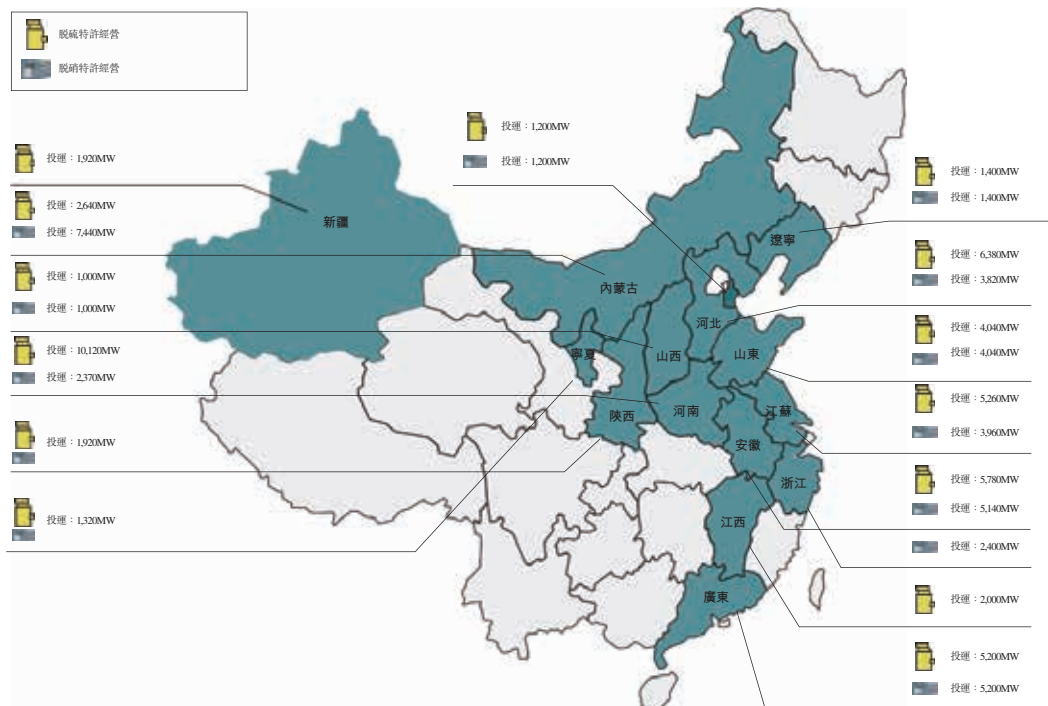 脱硫特許經營
脱硝特許經營
投運：1,920MW
投運：2,640MW
投運：7,440MW
投運：1,000MW
投運：1,000MW
投運：10,120MW
投運：2,370MW
投運：1,920MW
投運：1,320MW
投運：1,200MW
投運：1,200MW
新疆
內蒙古
遼寧
河北
山西
山東
寧夏
陝西
河南
江蘇
安徽
浙江
江西
廣東
投運：1,400MW
投運：1,400MW
投運：6,380MW
投運：3,820MW
投運：4,040MW
投運：4,040MW
投運：5,260MW
投運：3,960MW
投運：5,780MW
投運：5,140MW
投運：2,400MW
投運：2,000MW
投運：5,200MW
投運：5,200MW